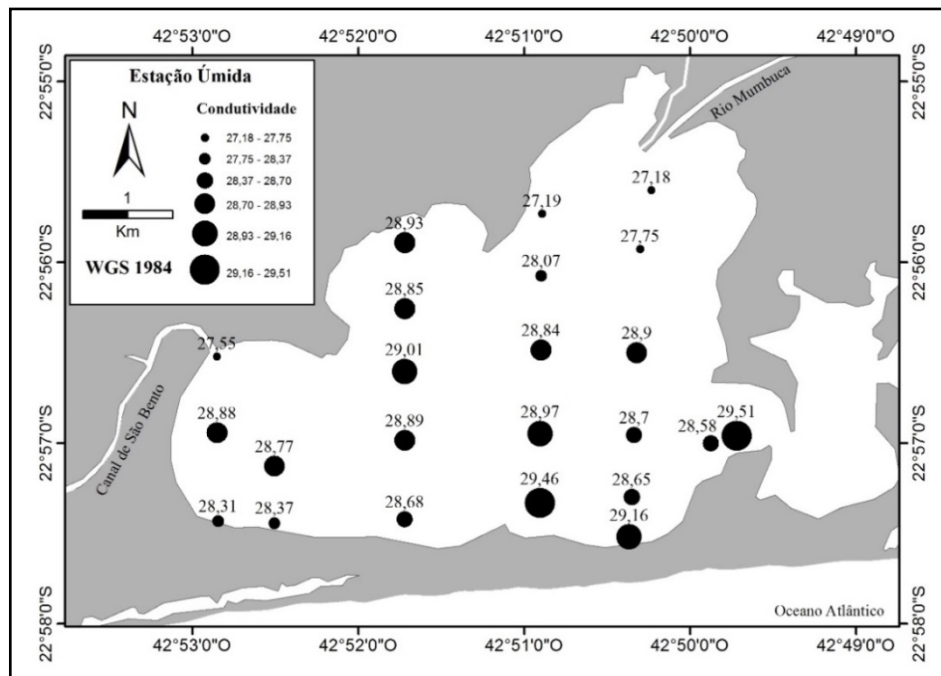 42°53'0"O 42°52'0"O 42°51'0"O 42°50'0"O 42°49'0"O
22°55'0"S
22°55'0"S
Estação Úmida
N
1
Km
WGS 1984
Condutividade
27,18 - 27,75
27,75 - 28,37
28,37 - 28,70
28,70 - 28,93
28,93 - 29,16
29,16 - 29,51
Rio Mumbuca
27,18
27,19
28,93
27,75
22°56'0"S
22°56'0"S
28,07
28,85
28,84
28,9
27,55
29,01
Canal de São Bento
28,88
28,89
28,97
28,7
28,58
29,51
22°57'0"S
22°57'0"S
28,77
29,46
28,65
28,31
28,37
28,68
29,16
22°58'0"S
22°58'0"S
Oceano Atlântico
42°53'0"O 42°52'0"O 42°51'0"O 42°50'0"O 42°49'0"O